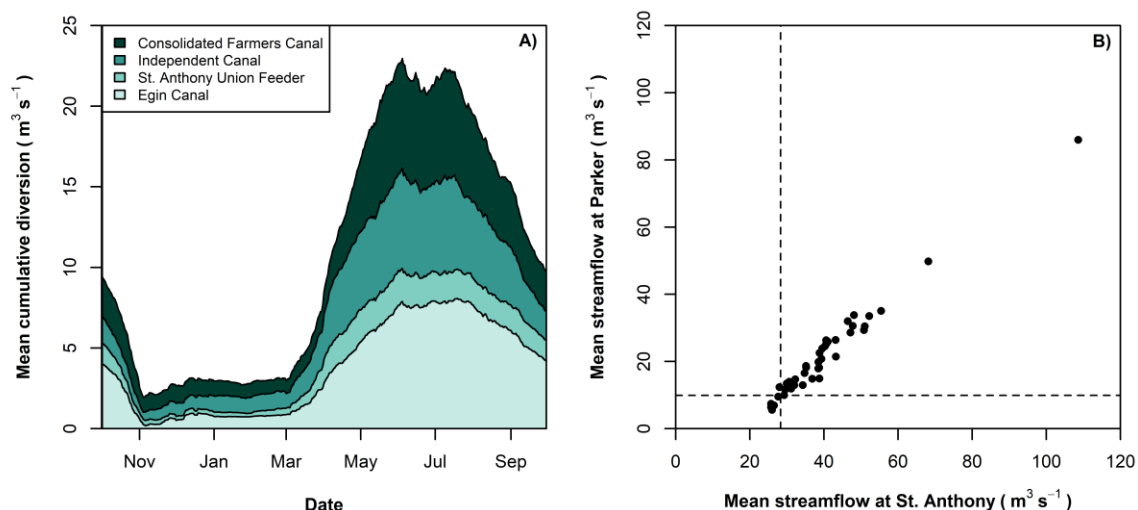 A)
Consolidated Farmers Canal
Independent Canal
St. Anthony Union Feeder
Egin Canal
Mean cumulative diversion ( m³ s⁻¹ )
25
20
15
10
5
0
Nov Jan Mar May Jul Sep
Date
B)
Mean streamflow at Parker ( m³ s⁻¹ )
120
100
80
60
40
20
0
0 20 40 60 80 100 120
Mean streamflow at St. Anthony ( m³ s⁻¹ )